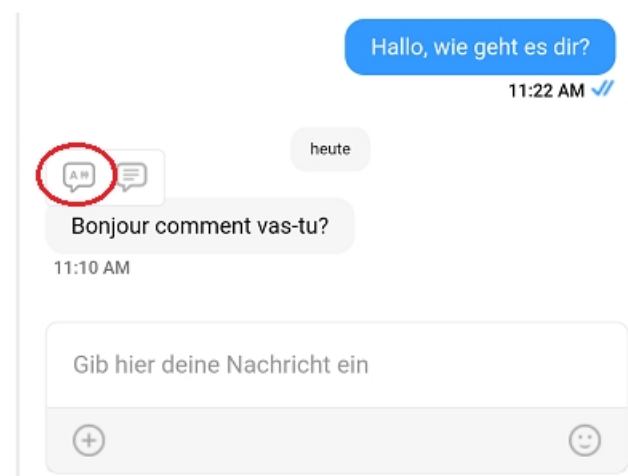 Hallo, wie geht es dir?
11:22 AM
heute
A
Bonjour comment vas-tu?
11:10 AM
Gib hier deine Nachricht ein